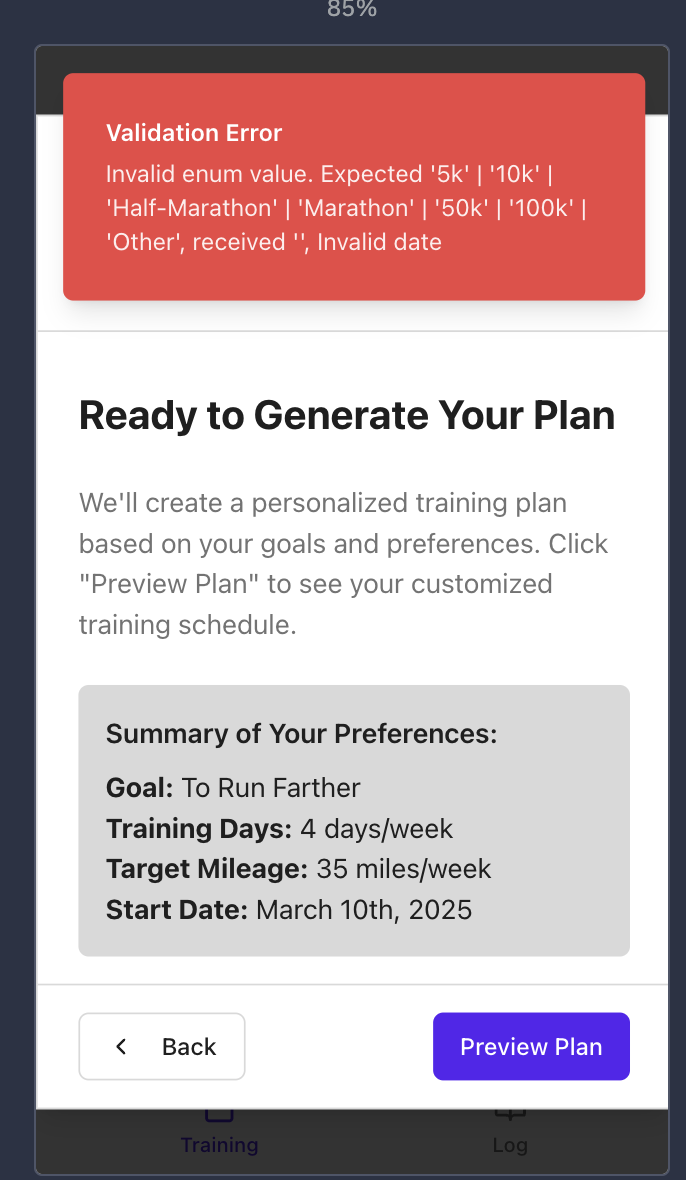 85%
Validation Error
Invalid enum value. Expected '5k' | '10k' |
'Half-Marathon' | 'Marathon' | '50k' | '100k' |
'Other', received '', Invalid date
Ready to Generate Your Plan
We'll create a personalized training plan
based on your goals and preferences. Click
"Preview Plan" to see your customized
training schedule.
Summary of Your Preferences:
Goal: To Run Farther
Training Days: 4 days/week
Target Mileage: 35 miles/week
Start Date: March 10th, 2025
Back
Preview Plan
Training
Log